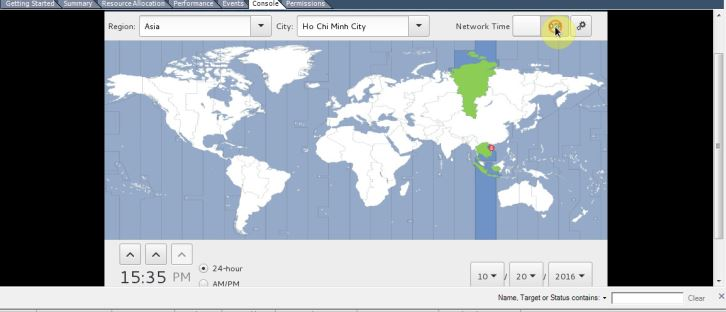 Getting Started Summary Resource Allocation Performance Events Console Permissions
Region: Asia City: Ho Chi Minh City Network Time
15:35 PM 24-hour
AM/PM
10 / 20 / 2016
Name, Target or Status contains: Clear